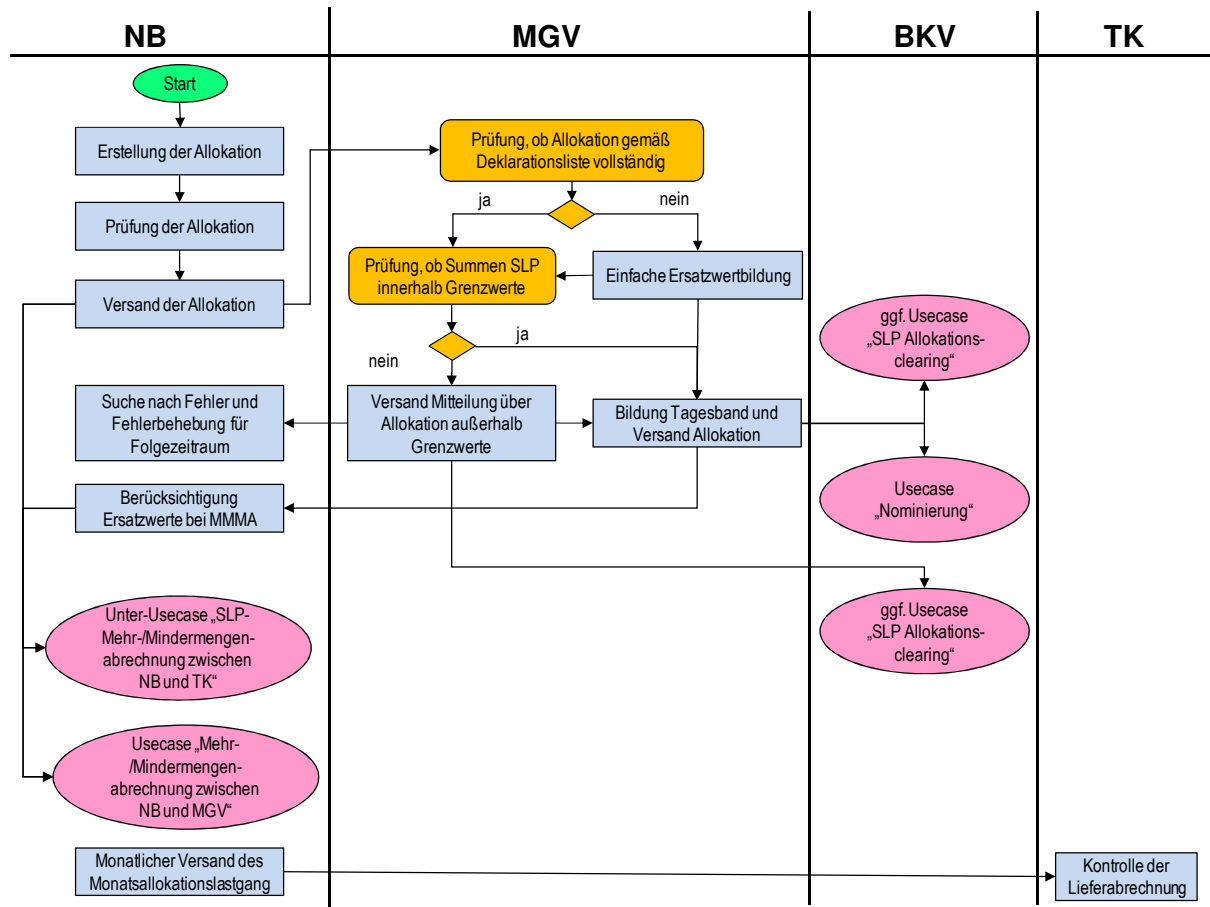 NB
MGV
BKV
TK
Start
Erstellung der Allokation
Prüfung der Allokation
Versand der Allokation
Prüfung, ob Allokation gemäß
Deklarationsliste vollständig
ja
nein
Prüfung, ob Summen SLP
innerhalb Grenzwerte
Einfache Ersatzwertbildung
ja
nein
ggf. Usecase
„SLP Allokations-
clearing“
Suche nach Fehler und
Fehlerbehebung für
Folgezeitraum
Versand Mitteilung über
Allokation außerhalb
Grenzwerte
Bildung Tagesband und
Versand Allokation
Usecase
„Nominierung“
Berücksichtigung
Ersatzwerte bei MMMA
Unter-Usecase „SLP-
Mehr-/Mindermengen-
abrechnung zwischen
NB und TK“
ggf. Usecase
„SLP Allokations-
clearing“
Usecase „Mehr-
/Mindermengen-
abrechnung zwischen
NB und MGV“
Monatlicher Versand des
Monatsallokationslastgang
Kontrolle der
Lieferabrechnung